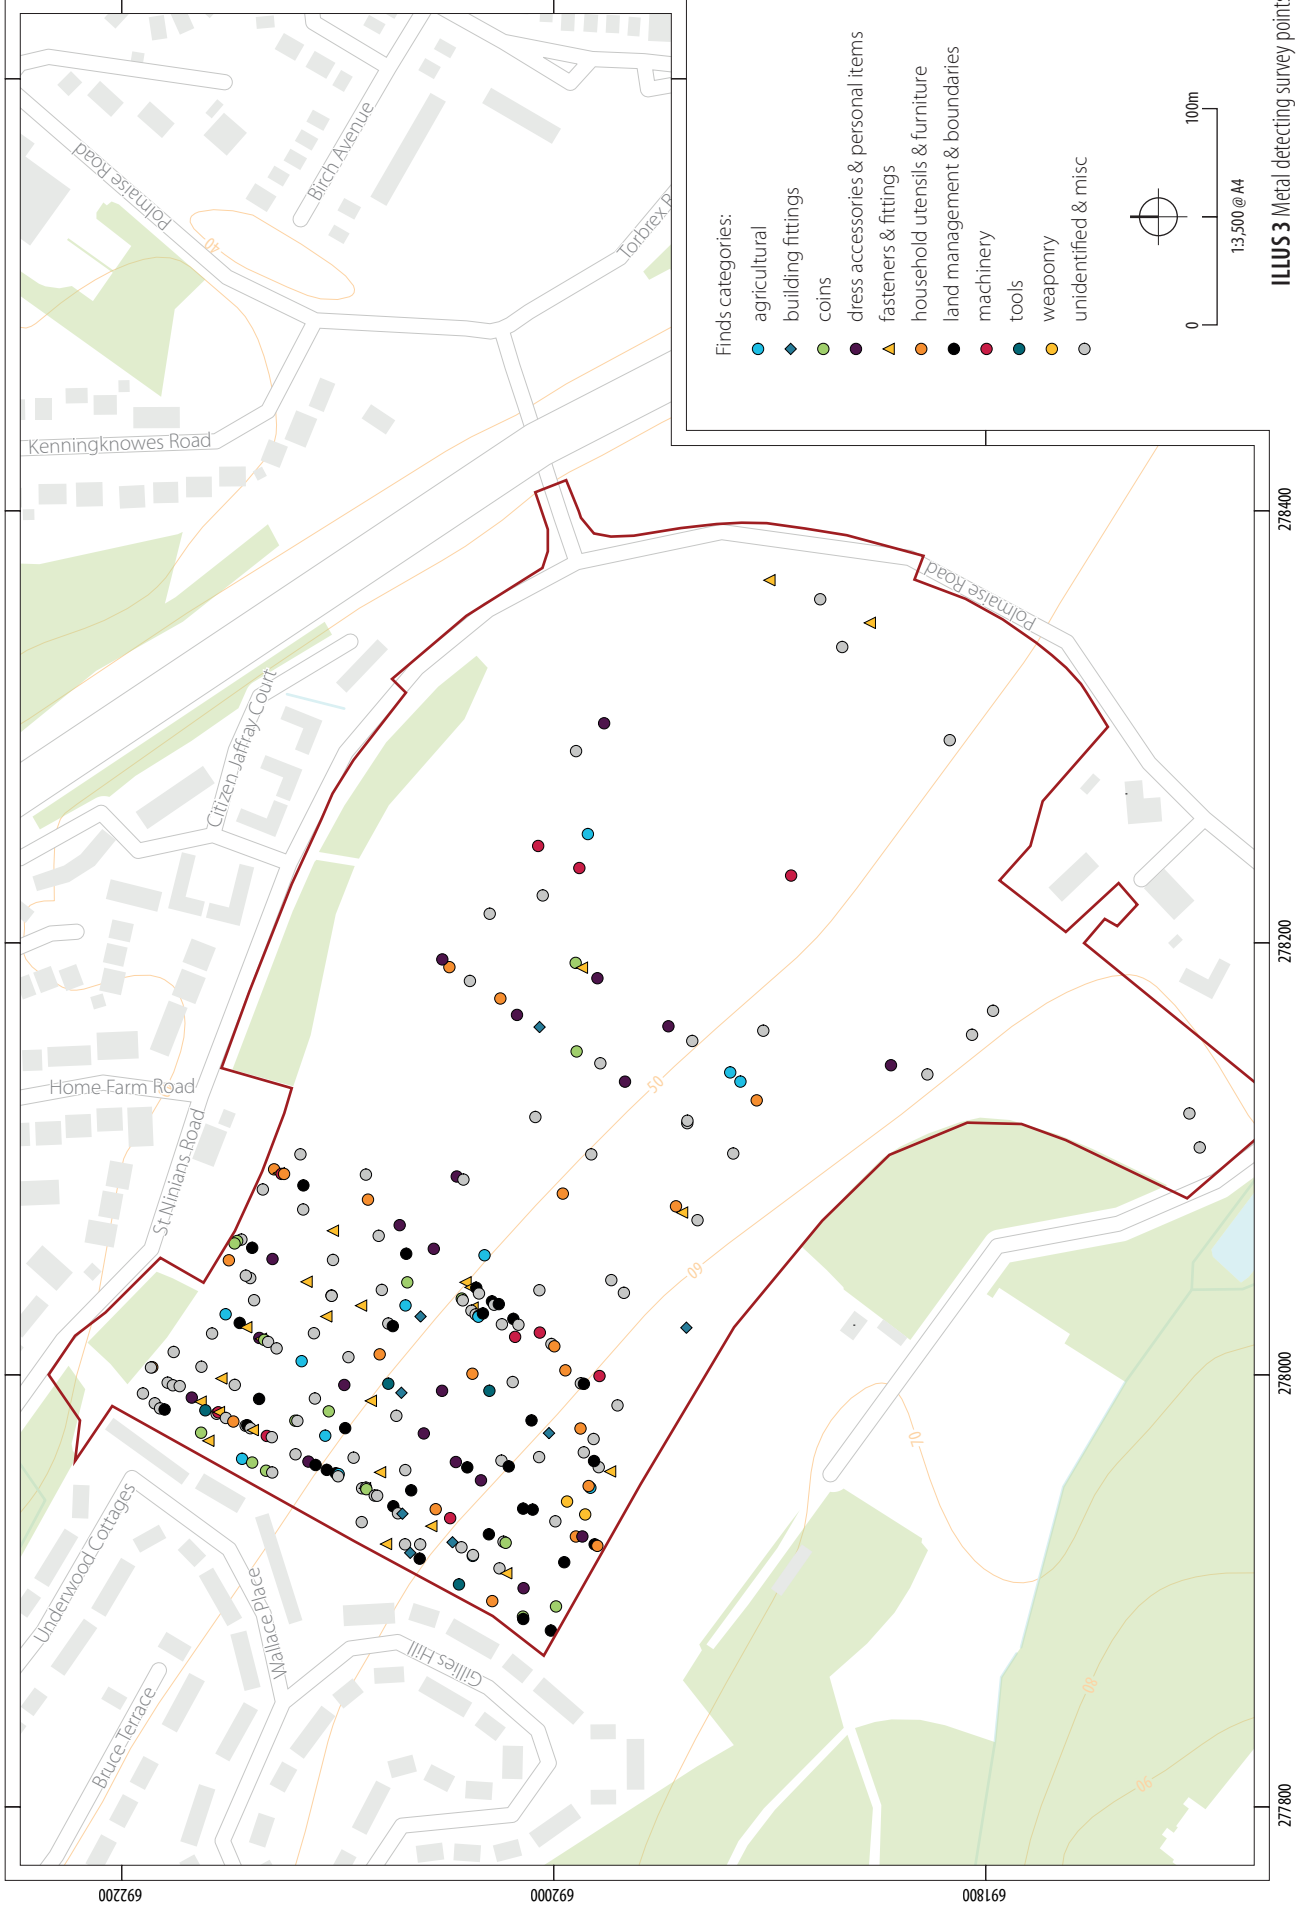 Polmaise Road
Birch Avenue
40
Torbrex R
Kenningknowes Road
Citizen Jaffray Court
Polmaise Road
Home Farm Road
St Ninians Road
50
60
70
80
90
Underwood Cottages
Wallace Place
Bruce Terrace
Gillies Hill
692200
692000
691800
277800
278000
278200
278400
Finds categories:
agricultural
building fittings
coins
dress accessories & personal items
fasteners & fittings
household utensils & furniture
land management & boundaries
machinery
tools
weaponry
unidentified & misc
0
100m
1:3,500 @ A4
ILLUS 3 Metal detecting survey points